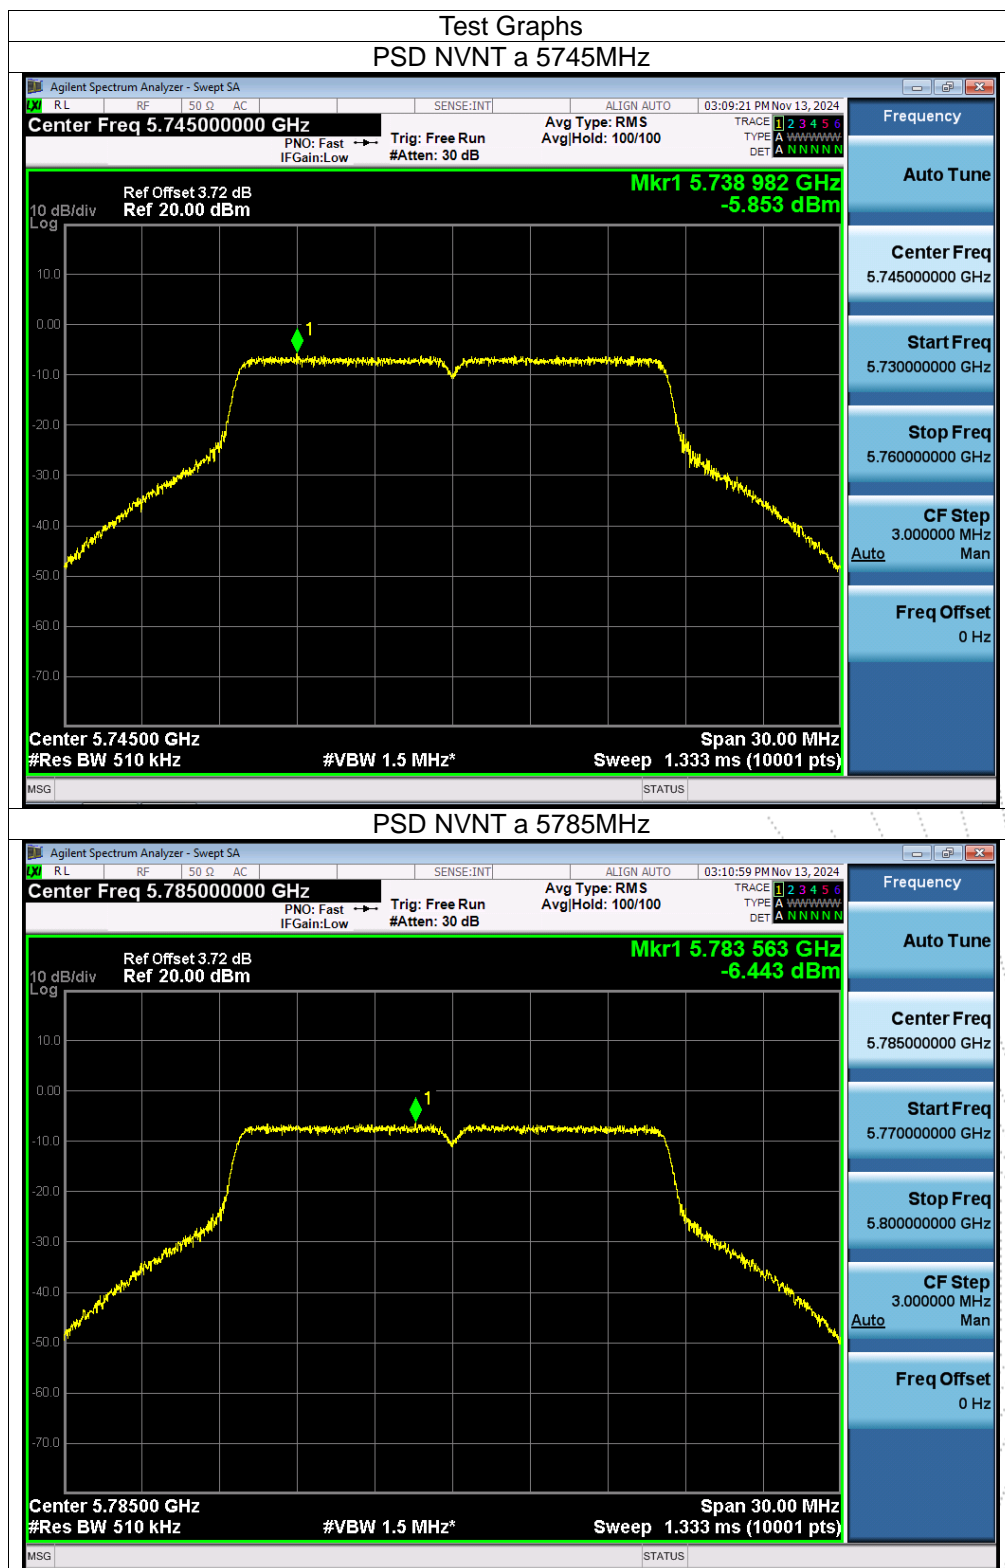 Test Graphs
PSD NVNT a 5745MHz
Agilent Spectrum Analyzer - Swept SA
LXI RL RF 50 Ω AC SENSE:INT ALIGN AUTO 03:09:21 PM Nov 13, 2024
Center Freq 5.745000000 GHz
PNO: Fast
IFGain:Low
Trig: Free Run
#Atten: 30 dB
Avg Type: RMS
Avg|Hold: 100/100
TRACE 1 2 3 4 5 6
TYPE A WWWWW
DET A N N N N N
Frequency
Auto Tune
Center Freq
5.745000000 GHz
Start Freq
5.730000000 GHz
Stop Freq
5.760000000 GHz
CF Step
3.000000 MHz
Auto Man
Freq Offset
0 Hz
Mkr1 5.738 982 GHz
-5.853 dBm
Ref Offset 3.72 dB
10 dB/div Ref 20.00 dBm
Log
10.0
0.00
1
-10.0
-20.0
-30.0
-40.0
-50.0
-60.0
-70.0
Center 5.74500 GHz Span 30.00 MHz
#Res BW 510 kHz #VBW 1.5 MHz* Sweep 1.333 ms (10001 pts)
MSG STATUS
PSD NVNT a 5785MHz
Agilent Spectrum Analyzer - Swept SA
LXI RL RF 50 Ω AC SENSE:INT ALIGN AUTO 03:10:59 PM Nov 13, 2024
Center Freq 5.785000000 GHz
PNO: Fast
IFGain:Low
Trig: Free Run
#Atten: 30 dB
Avg Type: RMS
Avg|Hold: 100/100
TRACE 1 2 3 4 5 6
TYPE A WWWWW
DET A N N N N N
Frequency
Auto Tune
Center Freq
5.785000000 GHz
Start Freq
5.770000000 GHz
Stop Freq
5.800000000 GHz
CF Step
3.000000 MHz
Auto Man
Freq Offset
0 Hz
Mkr1 5.783 563 GHz
-6.443 dBm
Ref Offset 3.72 dB
10 dB/div Ref 20.00 dBm
Log
10.0
0.00
1
-10.0
-20.0
-30.0
-40.0
-50.0
-60.0
-70.0
Center 5.78500 GHz Span 30.00 MHz
#Res BW 510 kHz #VBW 1.5 MHz* Sweep 1.333 ms (10001 pts)
MSG STATUS